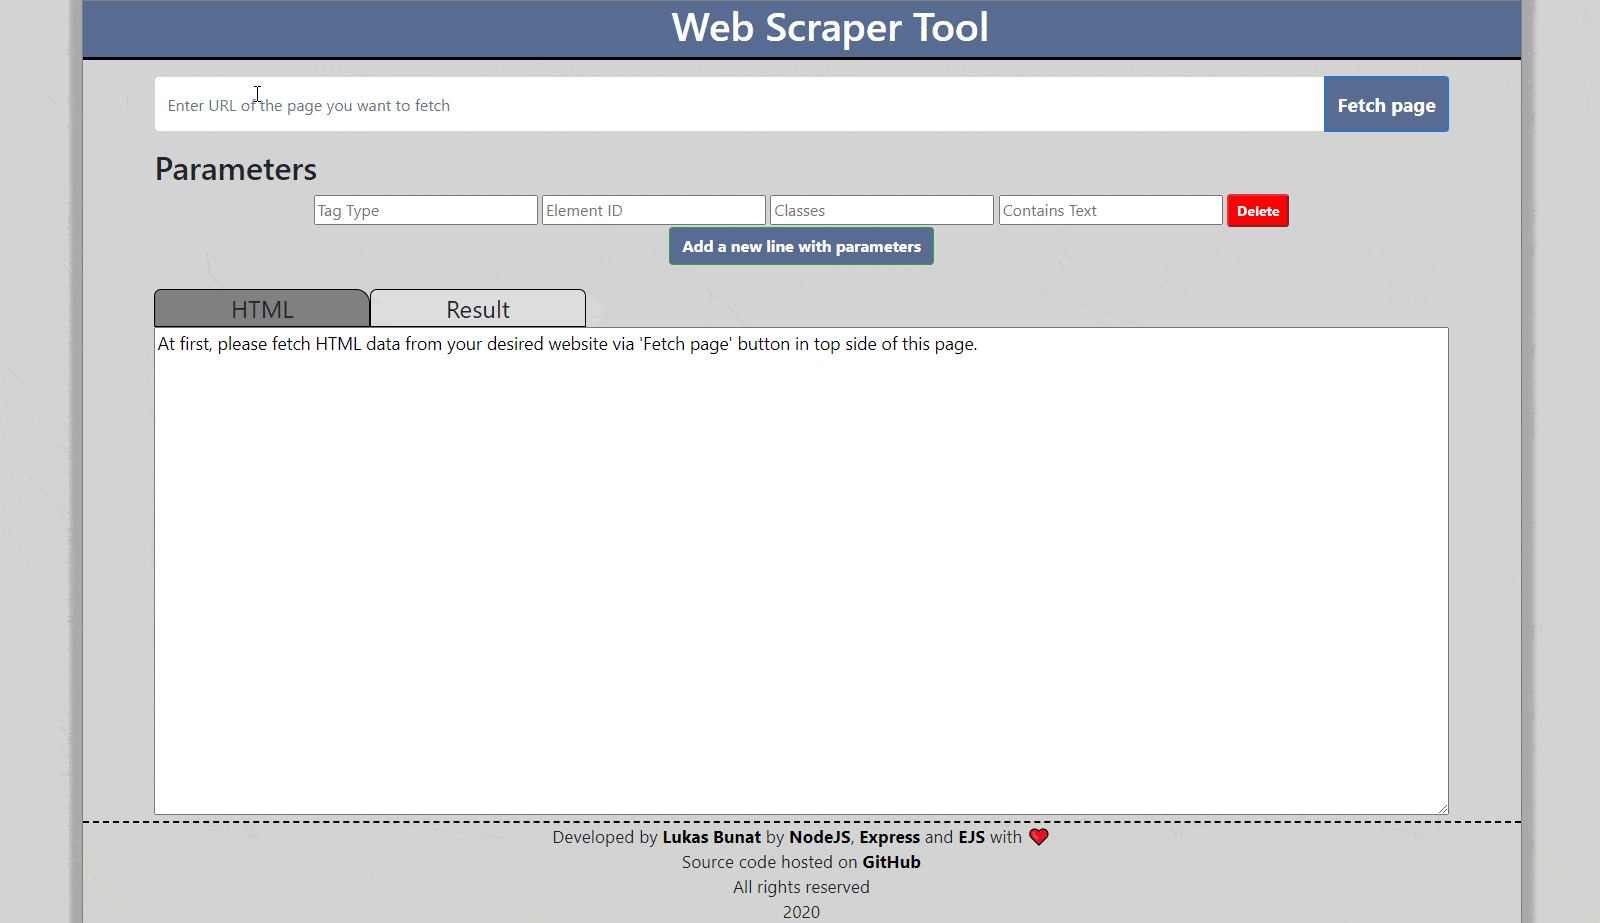 Web Scraper Tool
Enter URL of the page you want to fetch
Fetch page
Parameters
Tag Type Element ID Classes Contains Text Delete
Add a new line with parameters
HTML Result
At first, please fetch HTML data from your desired website via 'Fetch page' button in top side of this page.
Developed by Lukas Bunat by NodeJS, Express and EJS with ❤
Source code hosted on GitHub
All rights reserved
2020